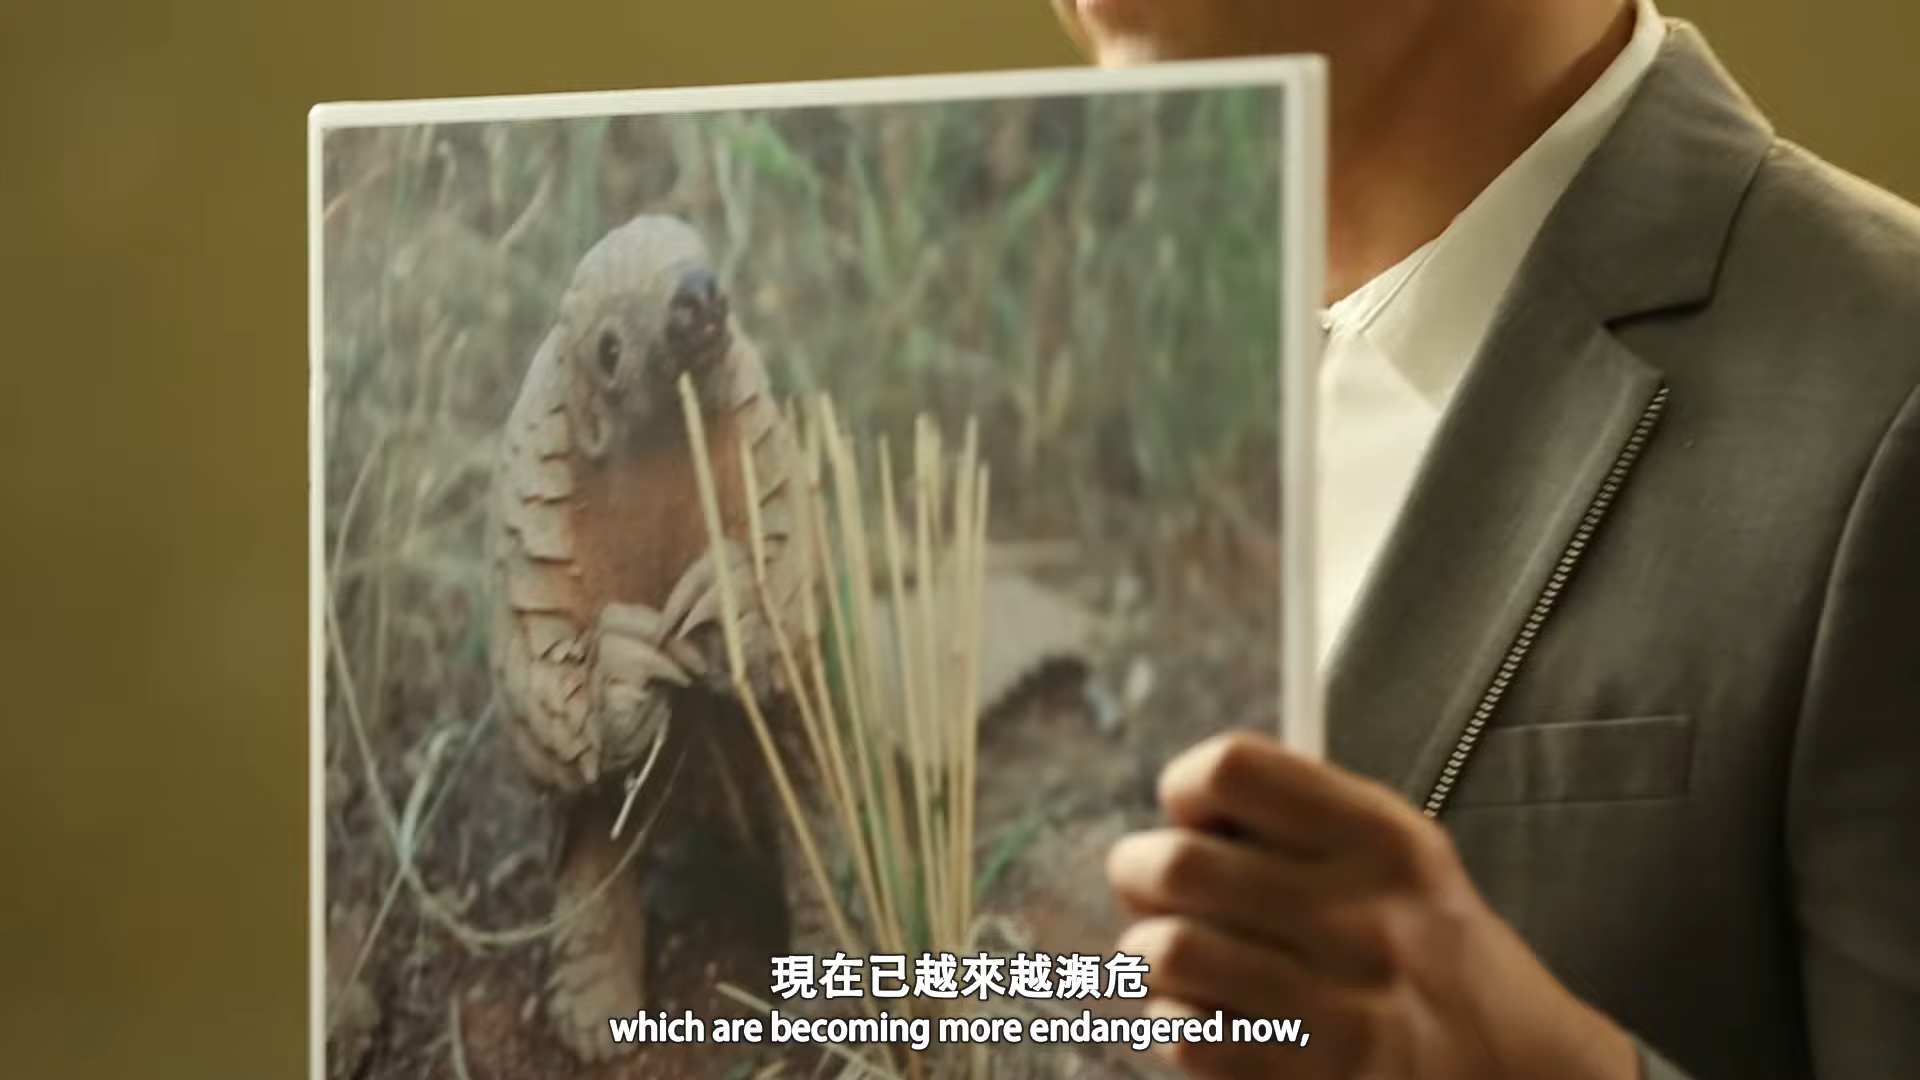 現在已越來越瀕危
which are becoming more endangered now,